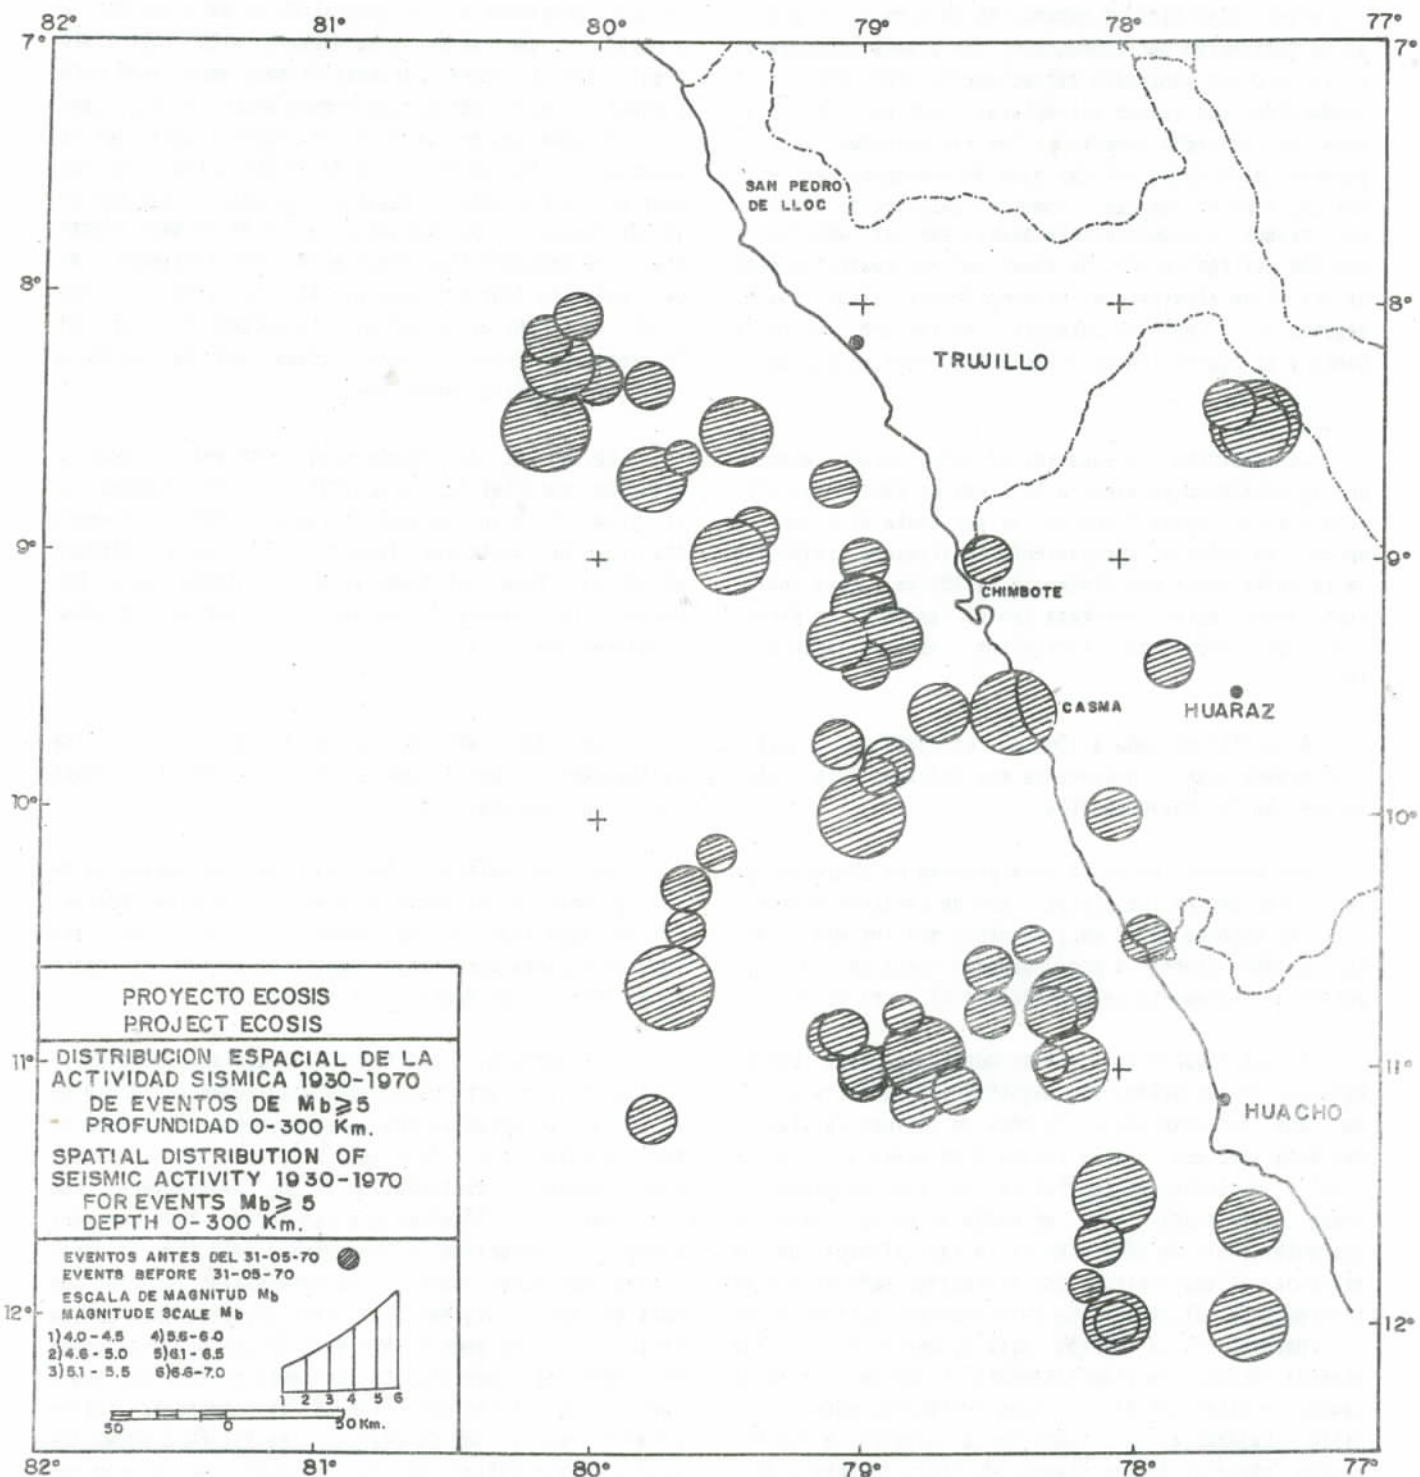 82° 81° 80° 79° 78° 77°
7° 7°
SAN PEDRO
DE LLOC
8° 8°
TRUJILLO
9° 9°
CHIMBOTE
CASMA
HUARAZ
10° 10°
PROYECTO ECOSIS
PROJECT ECOSIS
DISTRIBUCION ESPACIAL DE LA
ACTIVIDAD SISMICA 1930-1970
DE EVENTOS DE Mb≥5
PROFUNDIDAD 0-300 Km.
SPATIAL DISTRIBUTION OF
SEISMIC ACTIVITY 1930-1970
FOR EVENTS Mb≥5
DEPTH 0-300 Km.
11° 11°
HUACHO
EVENTOS ANTES DEL 31-05-70
EVENTS BEFORE 31-05-70
ESCALA DE MAGNITUD Mb
MAGNITUDE SCALE Mb
1) 4.0-4.5 4) 5.6-6.0
2) 4.6-5.0 5) 6.1-6.5
3) 5.1-5.5 6) 6.6-7.0
1 2 3 4 5 6
50 0 50 Km.
12° 12°
82° 81° 80° 79° 78° 77°